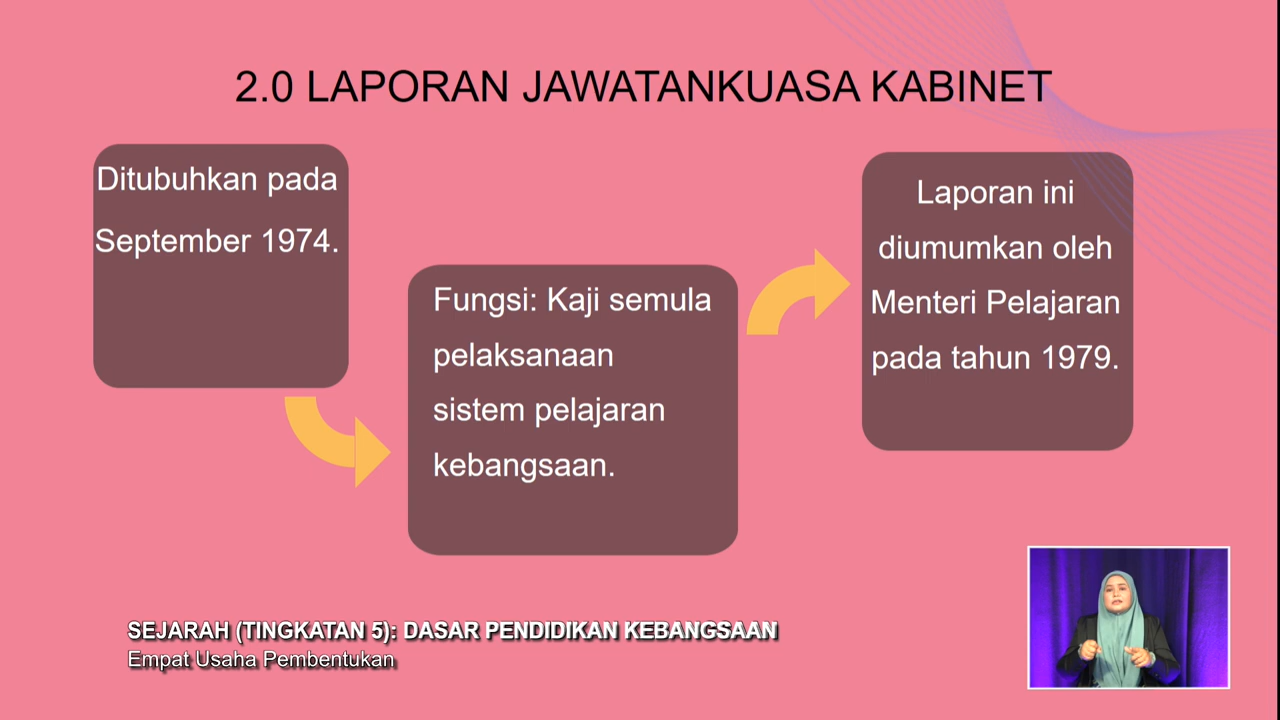 2.0 LAPORAN JAWATANKUASA KABINET
Ditubuhkan pada
September 1974.
Fungsi: Kaji semula
pelaksanaan
sistem pelajaran
kebangsaan.
Laporan ini
diumumkan oleh
Menteri Pelajaran
pada tahun 1979.
SEJARAH (TINGKATAN 5): DASAR PENDIDIKAN KEBANGSAAN
Empat Usaha Pembentukan